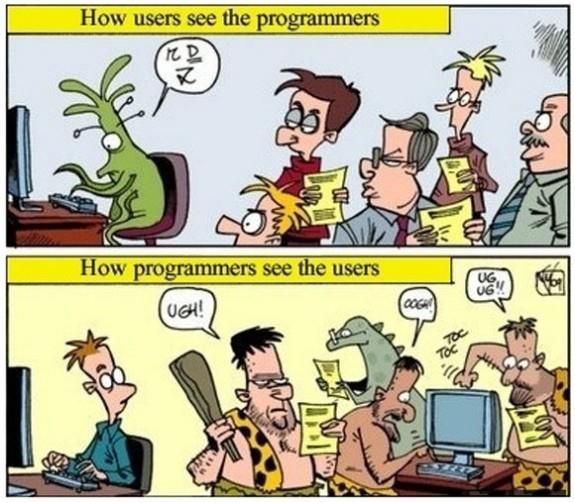 How users see the programmers
How programmers see the users
UGH!
OOGH!
UG,
UG!!
TOC
TOC